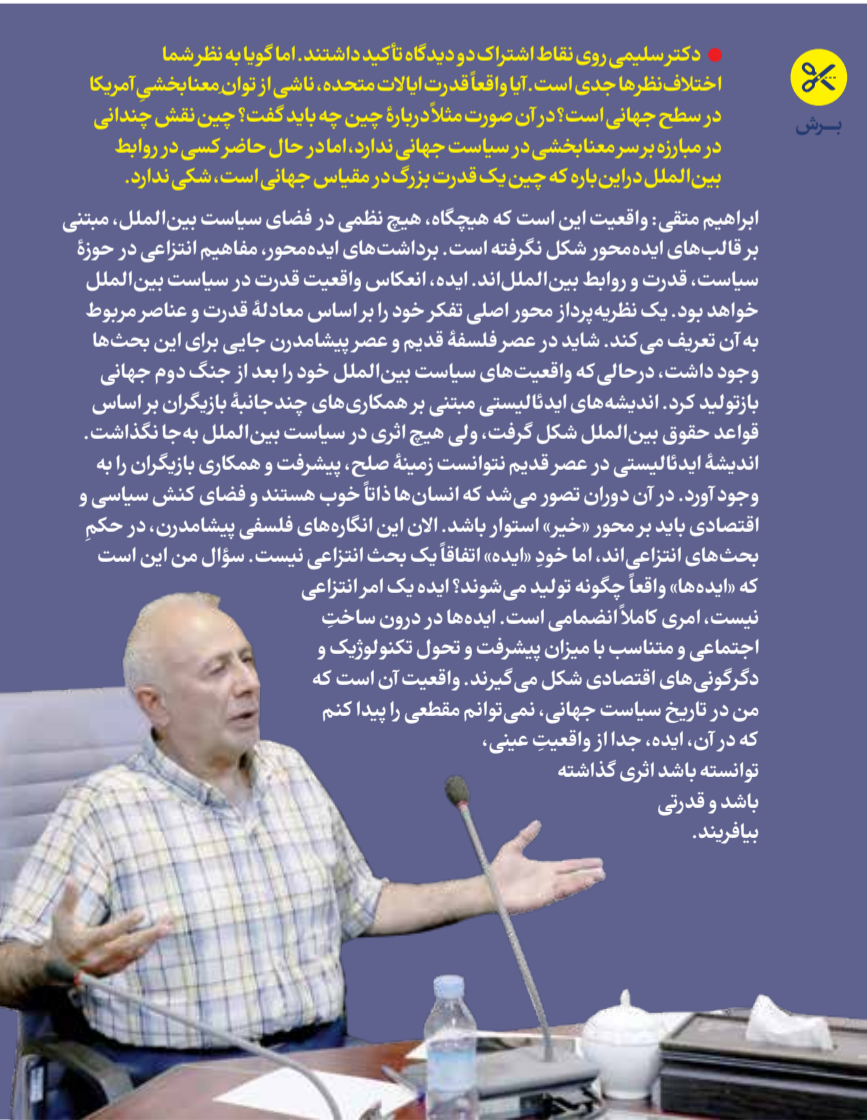 برش
دکتر سلیمی روی نقاط اشتراک دو دیدگاه تأکید داشتند. اما گویا به نظر شما
اختلاف‌نظرها جدی است. آیا واقعاً قدرت ایالات متحده، ناشی از توان معنابخشیِ آمریکا
در سطح جهانی است؟ در آن صورت مثلاً دربارهٔ چین چه باید گفت؟ چین نقش چندانی
در مبارزه بر سر معنابخشی در سیاست جهانی ندارد، اما در حال حاضر کسی در روابط
بین‌الملل دراین‌باره که چین یک قدرت بزرگ در مقیاس جهانی است، شکی ندارد.
ابراهیم متقی: واقعیت این است که هیچگاه، هیچ نظمی در فضای سیاست بین‌الملل، مبتنی
بر قالب‌های ایده‌محور شکل نگرفته است. برداشت‌های ایده‌محور، مفاهیم انتزاعی در حوزهٔ
سیاست، قدرت و روابط بین‌الملل‌اند. ایده، انعکاس واقعیت قدرت در سیاست بین‌الملل
خواهد بود. یک نظریه‌پرداز محور اصلی تفکر خود را بر اساس معادلهٔ قدرت و عناصر مربوط
به آن تعریف می‌کند. شاید در عصر فلسفهٔ قدیم و عصر پیشامدرن جایی برای این بحث‌ها
وجود داشت، درحالی‌که واقعیت‌های سیاست بین‌الملل خود را بعد از جنگ دوم جهانی
بازتولید کرد. اندیشه‌های ایدئالیستی مبتنی بر همکاری‌های چندجانبهٔ بازیگران بر اساس
قواعد حقوق بین‌الملل شکل گرفت، ولی هیچ اثری در سیاست بین‌الملل به‌جا نگذاشت.
اندیشهٔ ایدئالیستی در عصر قدیم نتوانست زمینهٔ صلح، پیشرفت و همکاری بازیگران را به
وجود آورد. در آن دوران تصور می‌شد که انسان‌ها ذاتاً خوب هستند و فضای کنش سیاسی و
اقتصادی باید بر محور «خیر» استوار باشد. الان این انگاره‌های فلسفی پیشامدرن، در حکمِ
بحث‌های انتزاعی‌اند، اما خودِ «ایده» اتفاقاً یک بحث انتزاعی نیست. سؤال من این است
که «ایده‌ها» واقعاً چگونه تولید می‌شوند؟ ایده یک امر انتزاعی
نیست، امری کاملاً انضمامی است. ایده‌ها در درون ساختِ
اجتماعی و متناسب با میزان پیشرفت و تحول تکنولوژیک و
دگرگونی‌های اقتصادی شکل می‌گیرند. واقعیت آن است که
من در تاریخ سیاست جهانی، نمی‌توانم مقطعی را پیدا کنم
که در آن، ایده، جدا از واقعیتِ عینی،
توانسته باشد اثری گذاشته
باشد و قدرتی
بیافریند.